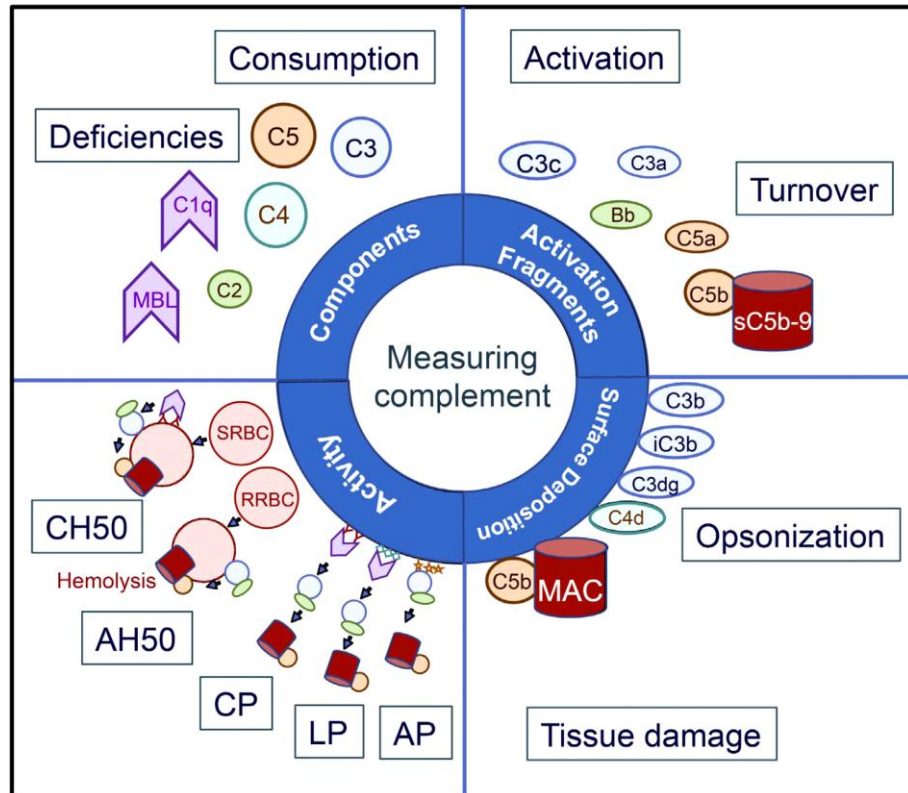 Consumption
Deficiencies
C5
C3
C1q
C4
MBL
C2
Components
Activation
C3c
C3a
Bb
Turnover
C5a
C5b
sC5b-9
Activation
Fragments
Measuring
complement
SRBC
RRBC
CH50
Hemolysis
AH50
CP
LP
AP
Activity
Surface Deposition
C3b
iC3b
C3dg
C4d
Opsonization
C5b
MAC
Tissue damage